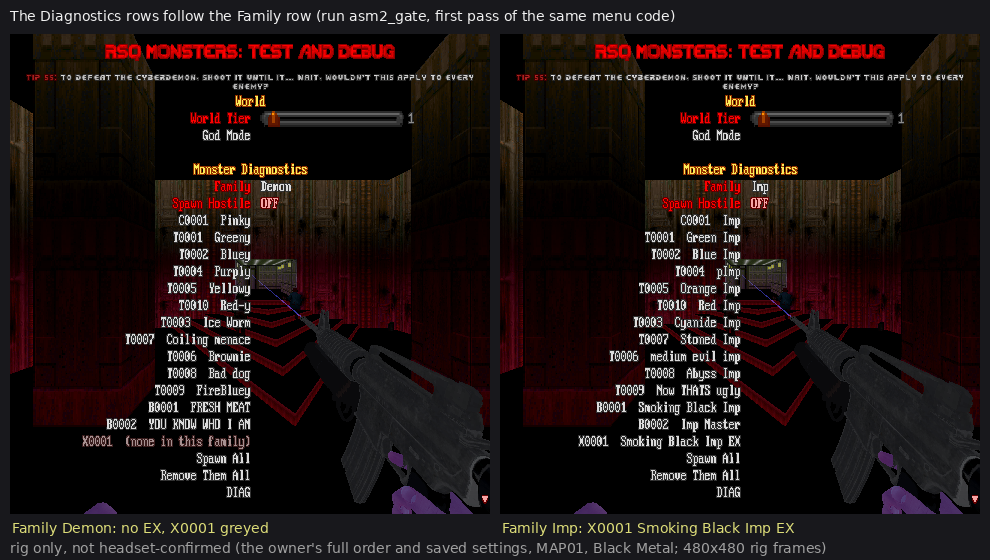 The Diagnostics rows follow the Family row (run asm2_gate, first pass of the same menu code)
RSO MONSTERS: TEST AND DEBUG
TIP 55: TO DEFEAT THE CYBERDEMON: SHOOT IT UNTIL IT... WAIT: WOULDN'T THIS APPLY TO EVERY
ENEMY?
World
World Tier 1
God Mode
Monster Diagnostics
Family Demon
Spawn Hostile OFF
C0001 Pinky
T0001 Greeny
T0002 Bluey
T0004 Purply
T0005 Yellowy
T0010 Red-y
T0003 Ice Worm
T0007 Coiling menace
T0006 Brownie
T0008 Bad dog
T0009 FireBluey
B0001 FRESH MEAT
B0002 YOU KNOW WHO I AM
X0001 (none in this family)
Spawn All
Remove Them All
DIAG
RSO MONSTERS: TEST AND DEBUG
TIP 55: TO DEFEAT THE CYBERDEMON: SHOOT IT UNTIL IT... WAIT: WOULDN'T THIS APPLY TO EVERY
ENEMY?
World
World Tier 1
God Mode
Monster Diagnostics
Family Imp
Spawn Hostile OFF
C0001 Imp
T0001 Green Imp
T0002 Blue Imp
T0004 pImp
T0005 Orange Imp
T0010 Red Imp
T0003 Cyanide Imp
T0007 Stoned Imp
T0006 medium evil imp
T0008 Abyss Imp
T0009 Now THATS ugly
B0001 Smoking Black Imp
B0002 Imp Master
X0001 Smoking Black Imp EX
Spawn All
Remove Them All
DIAG
Family Demon: no EX, X0001 greyed
Family Imp: X0001 Smoking Black Imp EX
rig only, not headset-confirmed (the owner's full order and saved settings, MAP01, Black Metal; 480x480 rig frames)